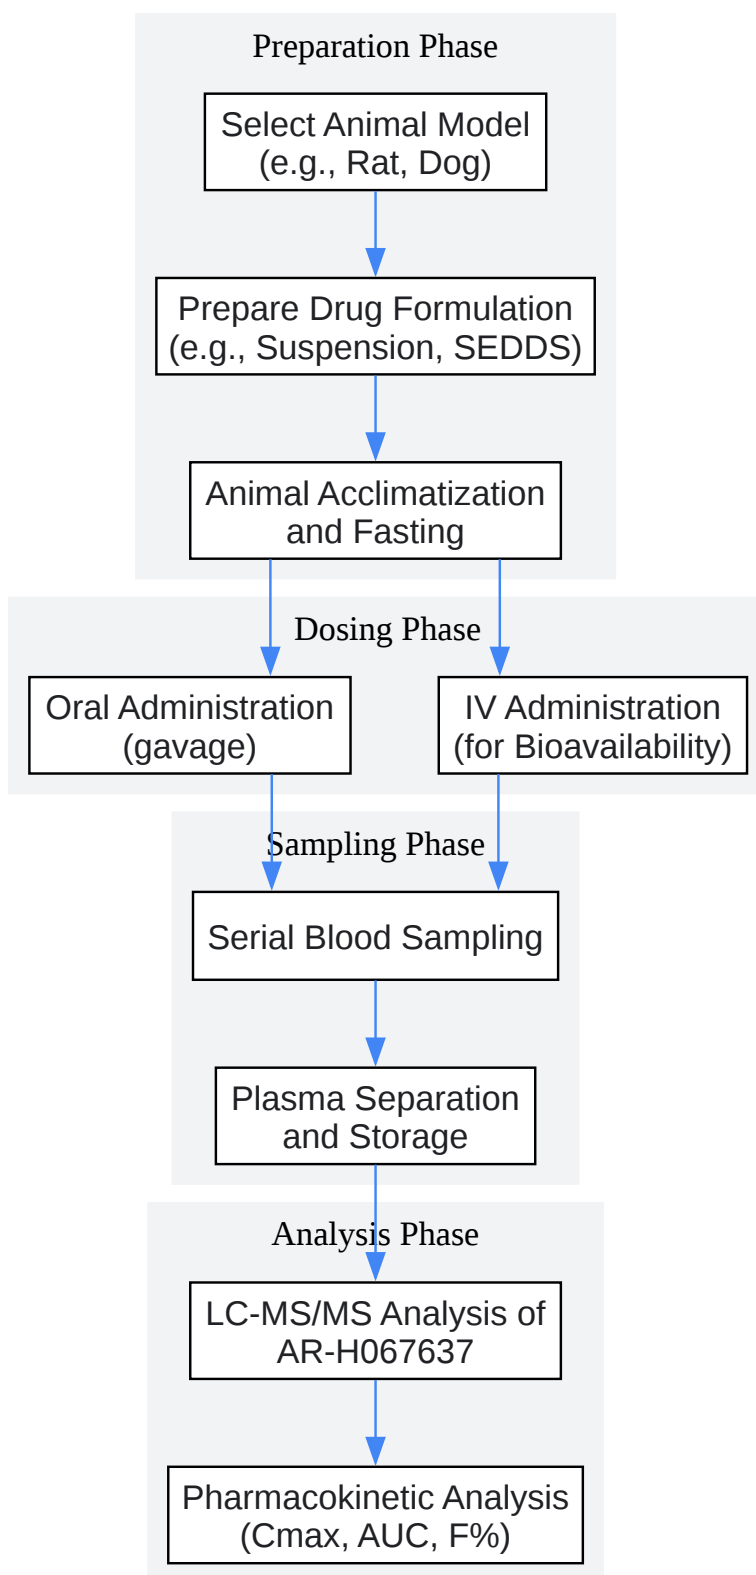 Preparation Phase
Select Animal Model
(e.g., Rat, Dog)
Prepare Drug Formulation
(e.g., Suspension, SEDDS)
Animal Acclimatization
and Fasting
Dosing Phase
Oral Administration
(gavage)
IV Administration
(for Bioavailability)
Sampling Phase
Serial Blood Sampling
Plasma Separation
and Storage
Analysis Phase
LC-MS/MS Analysis of
AR-H067637
Pharmacokinetic Analysis
(Cmax, AUC, F%)